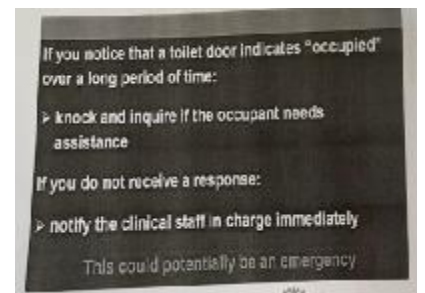 If you notice that a toilet door indicates "occupied"
over a long period of time:
➢ knock and inquire if the occupant needs
assistance
If you do not receive a response:
➢ notify the clinical staff in charge immediately
This could potentially be an emergency